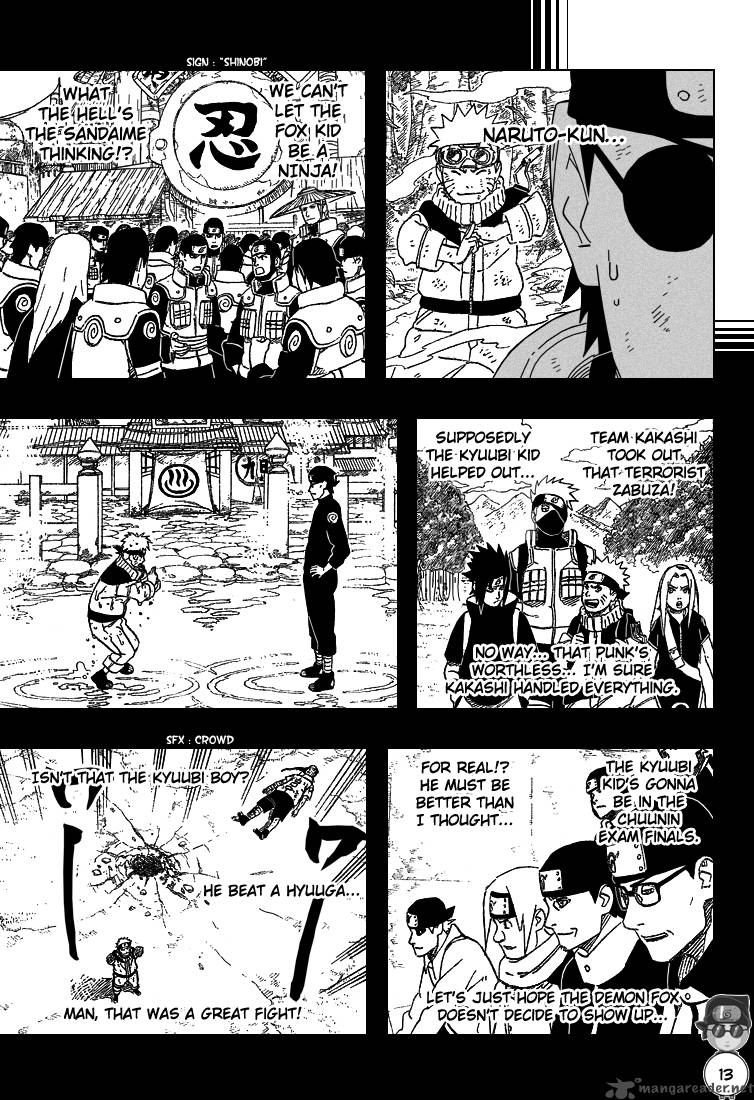 SIGN : "SHINOBI"
NARUTO-KUN...
WE CAN'T
LET THE
FOX KID
BE A
NINJA!
忍
WHAT
THE HELL'S
THE SANDAIME
THINKING!?
TEAM KAKASHI
TOOK OUT
THAT TERRORIST
ZABUZA!
SUPPOSEDLY
THE KYUUBI KID
HELPED OUT...
NO WAY... THAT PUNK'S
WORTHLESS... I'M SURE
KAKASHI HANDLED EVERYTHING.
THE KYUUBI
KID'S GONNA
BE IN THE
CHUUNIN
EXAM FINALS.
FOR REAL!?
HE MUST BE
BETTER THAN
I THOUGHT...
LET'S JUST HOPE THE DEMON FOX
DOESN'T DECIDE TO SHOW UP...
SFX : CROWD
ISN'T THAT THE KYUUBI BOY?
HE BEAT A HYUUGA...
ワー
MAN, THAT WAS A GREAT FIGHT!
13
mangareader.net